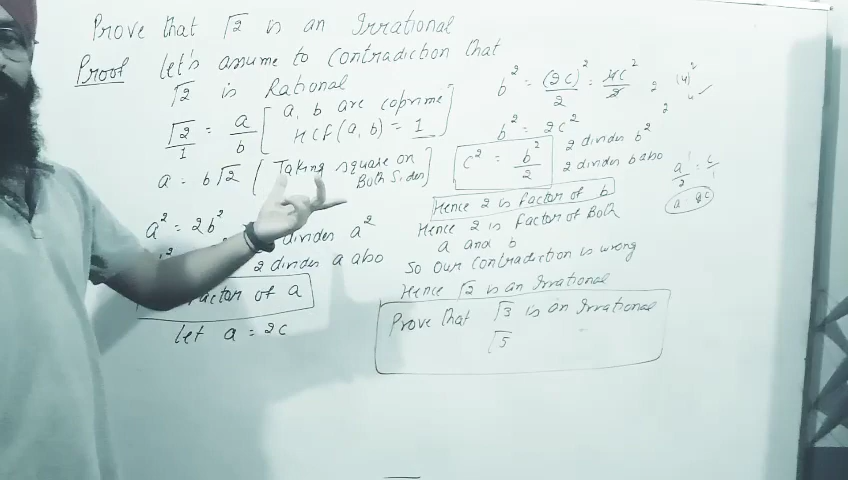 Prove that √2 is an Irrational
Proof Let's assume to contradiction that
√2 is Rational
√2/1 = a/b [a, b are coprime
HCF(a, b) = 1]
a = b√2 [Taking square on
Both Sides]
a² = 2b²
divides a²
2 divides a also
factor of a
let a = 2c
b² = (2c)²/2 = 4c²/2
b² = 2c²
c² = b²/2
2 divides b²
2 divides b also
Hence 2 is factor of b
Hence 2 is factor of Both
a and b
So our contradiction is wrong
Hence √2 is an Irrational
Prove that √3 is an Irrational
√5